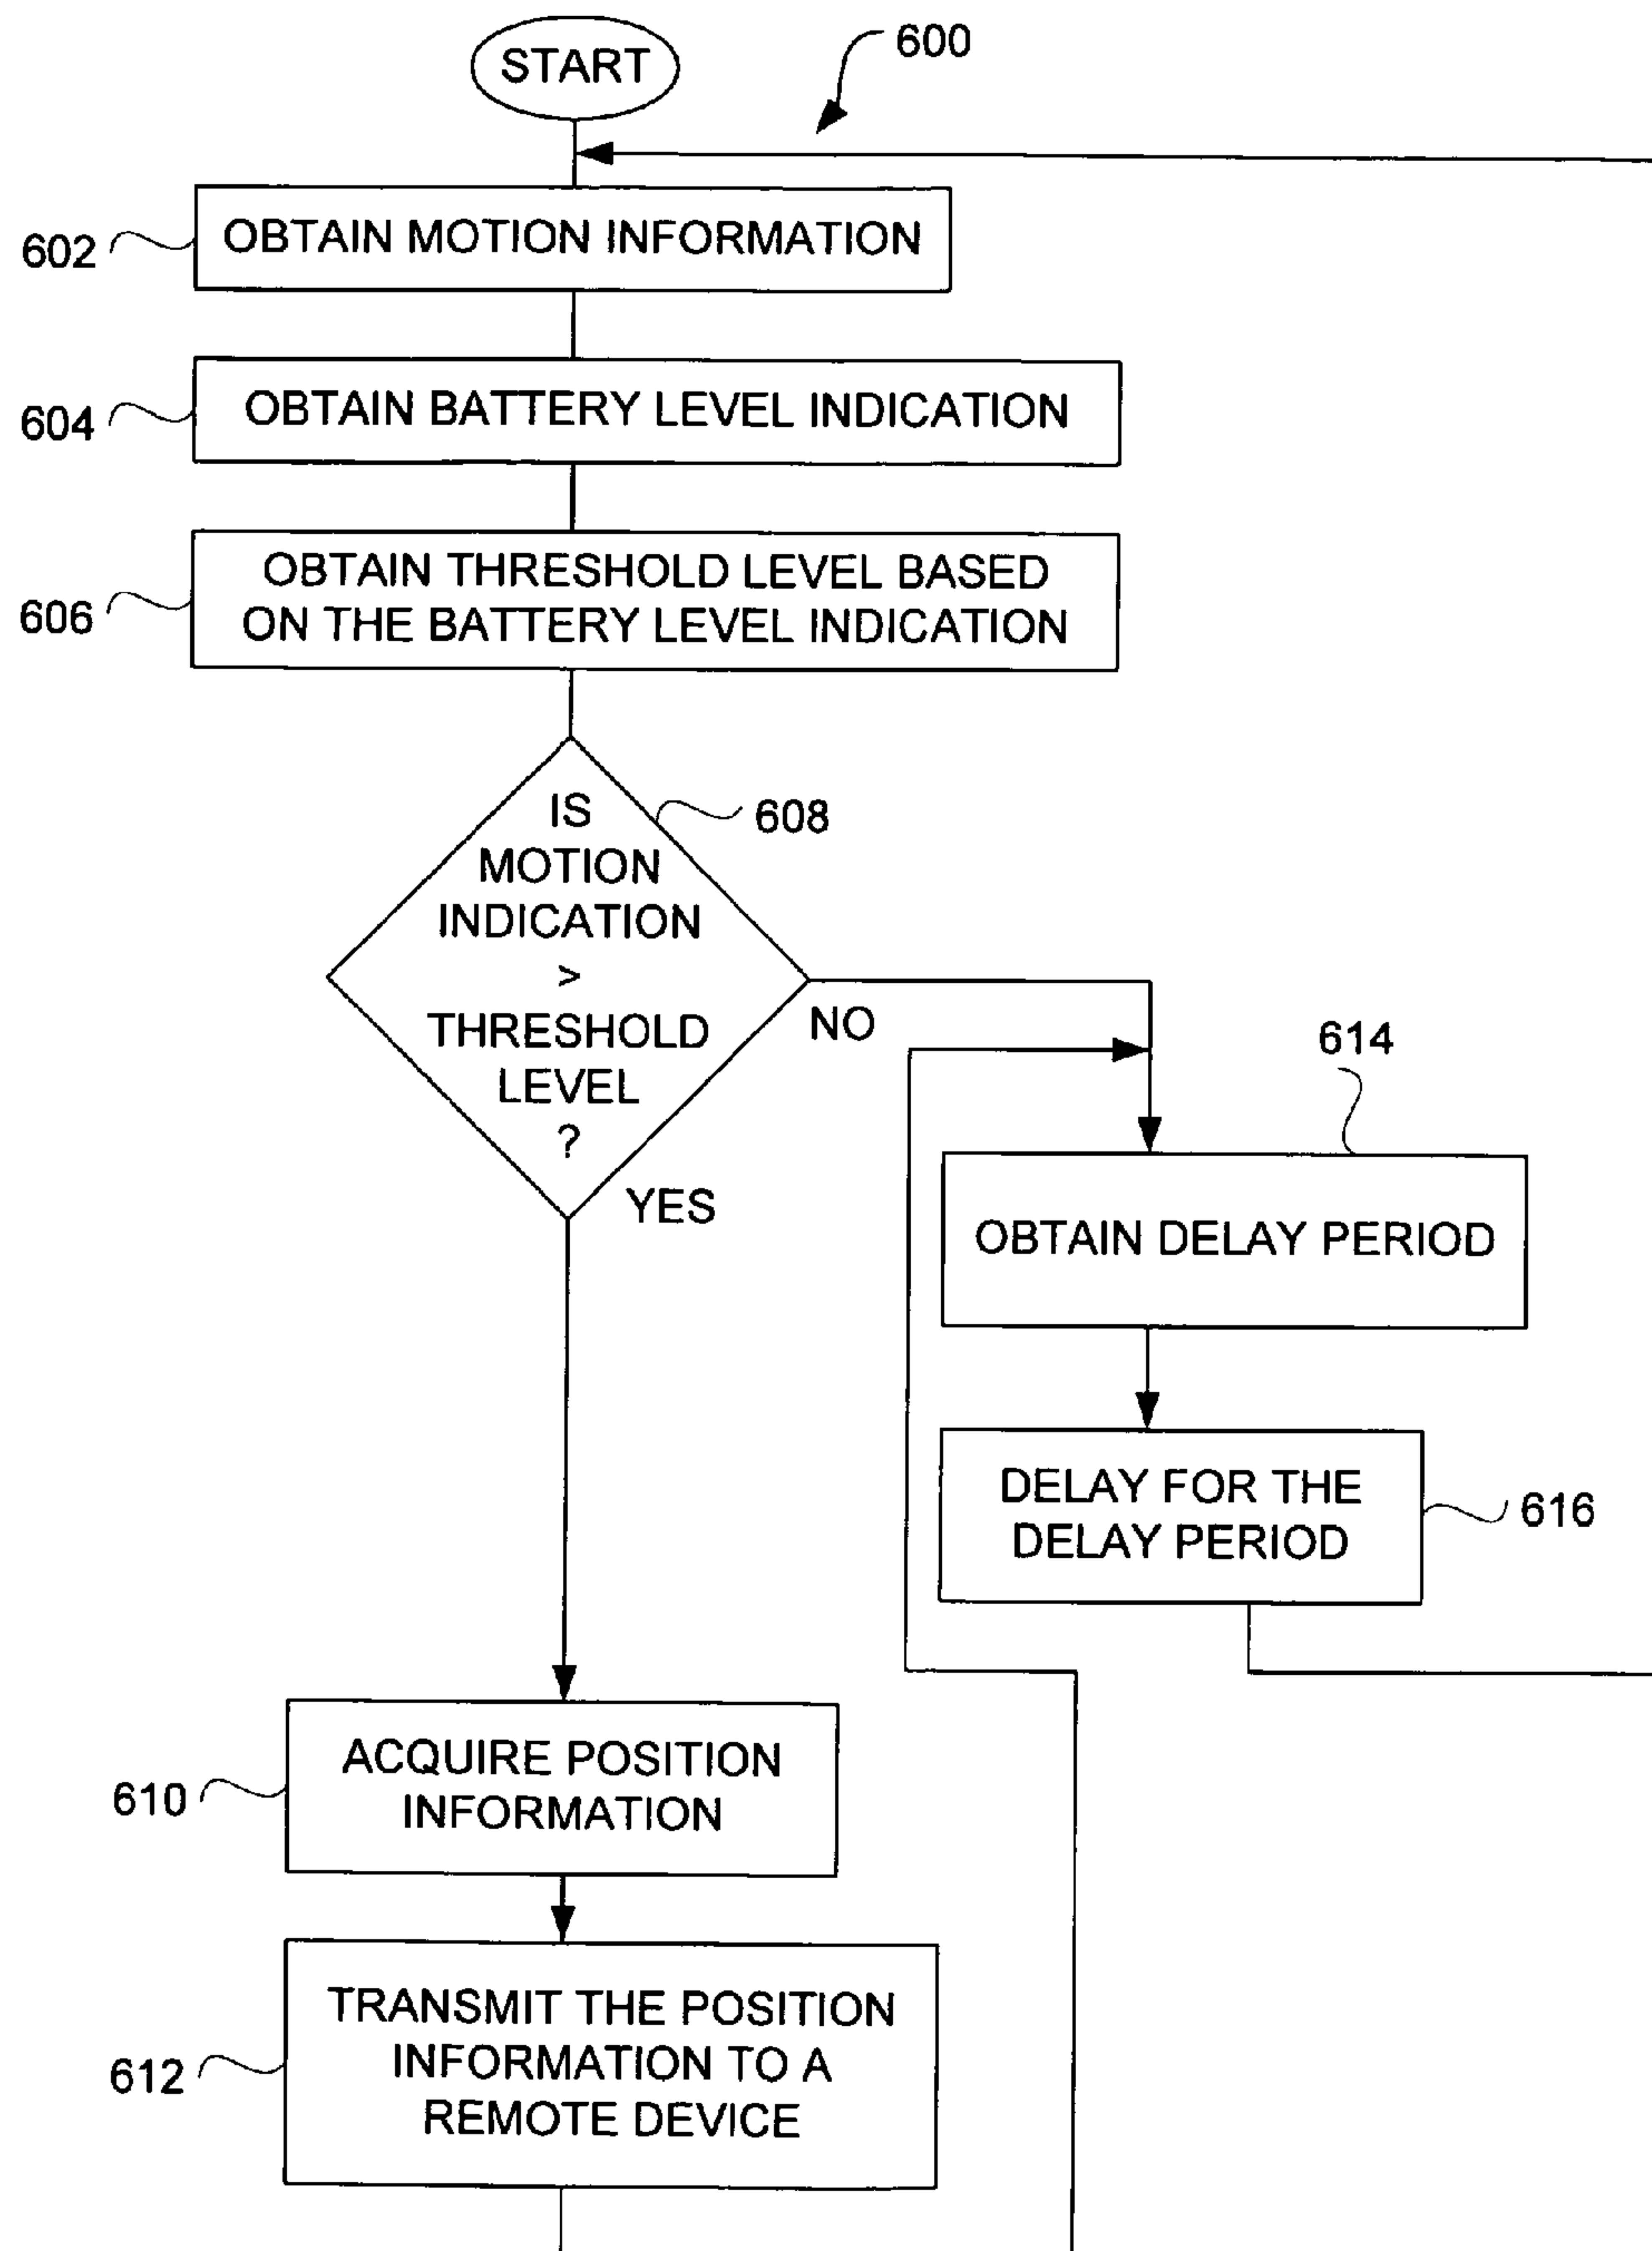 START
600
602
OBTAIN MOTION INFORMATION
604
OBTAIN BATTERY LEVEL INDICATION
606
OBTAIN THRESHOLD LEVEL BASED
ON THE BATTERY LEVEL INDICATION
608
IS
MOTION
INDICATION
>
THRESHOLD
LEVEL
?
NO
YES
614
OBTAIN DELAY PERIOD
DELAY FOR THE
DELAY PERIOD
616
610
ACQUIRE POSITION
INFORMATION
612
TRANSMIT THE POSITION
INFORMATION TO A
REMOTE DEVICE